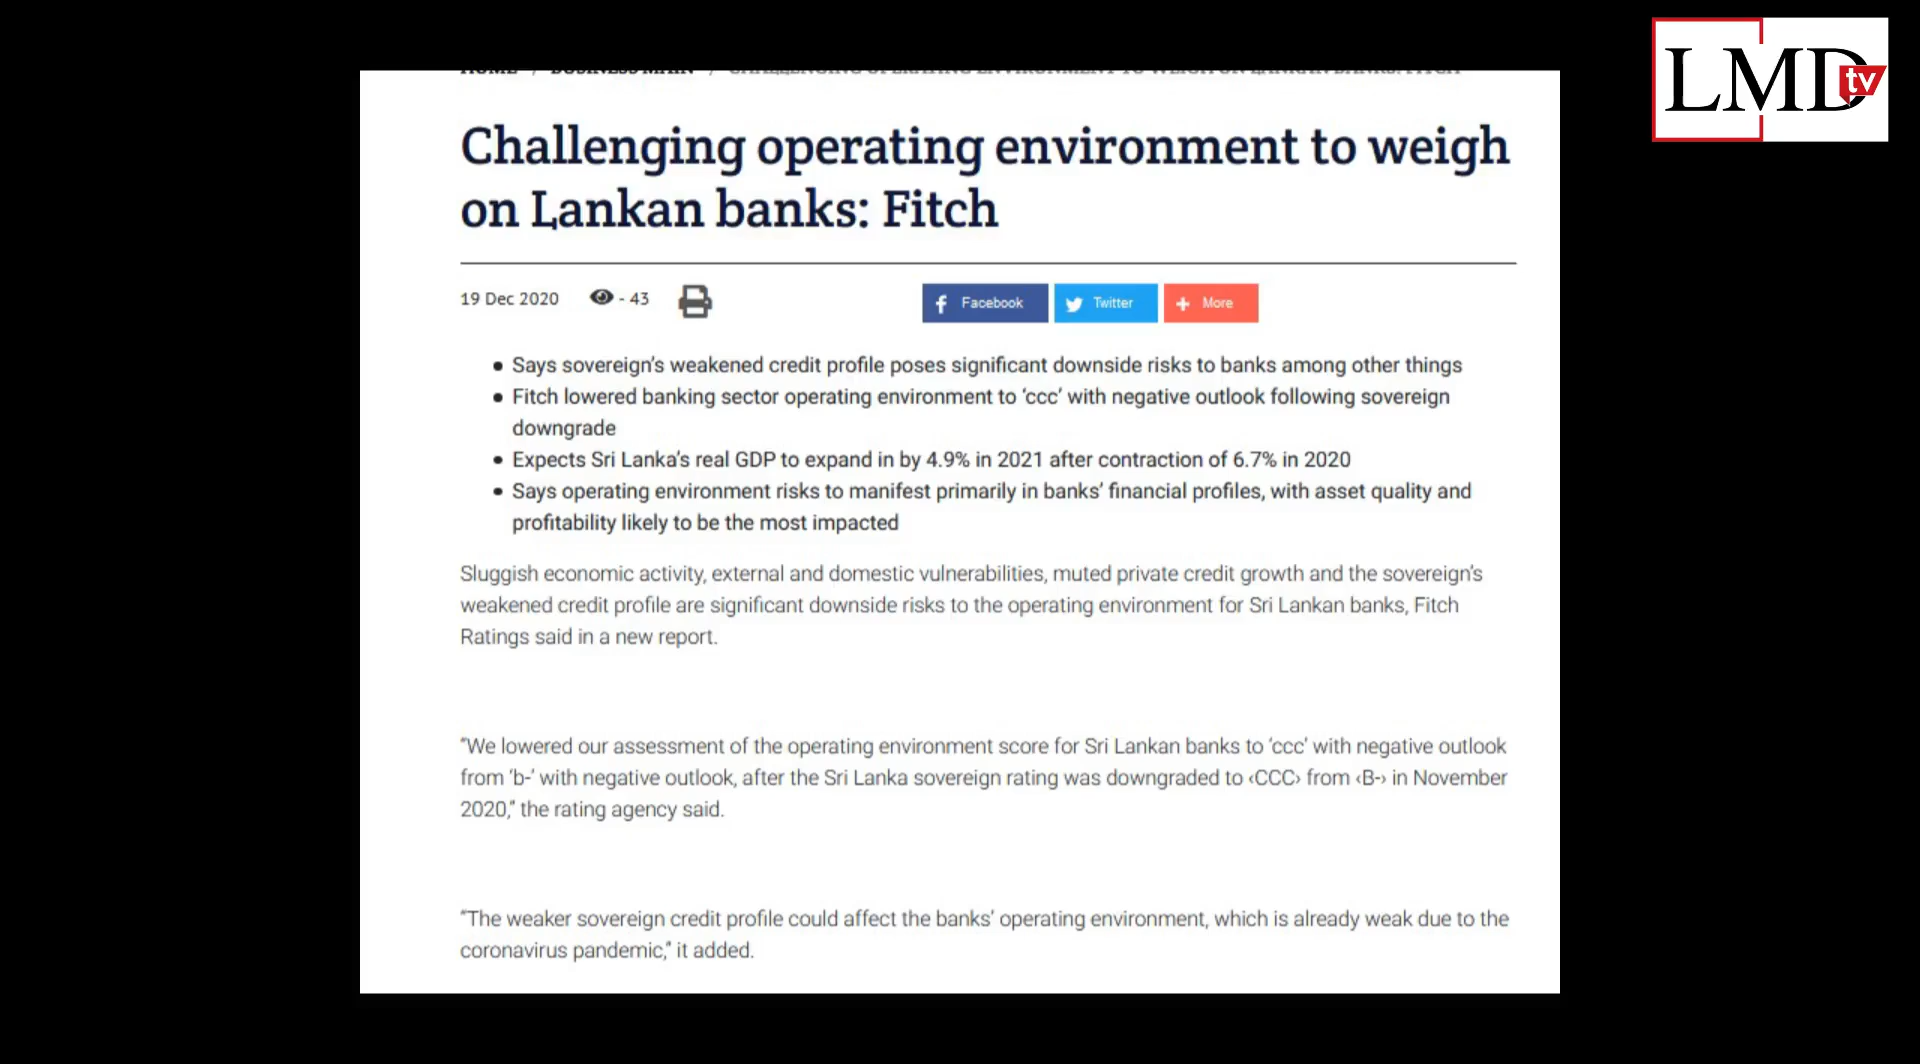 LMD tv
HOME / BUSINESS MAIN / CHALLENGING OPERATING ENVIRONMENT TO WEIGH ON LANKAN BANKS: FITCH
Challenging operating environment to weigh
on Lankan banks: Fitch
19 Dec 2020 - 43 Facebook Twitter More
• Says sovereign's weakened credit profile poses significant downside risks to banks among other things
• Fitch lowered banking sector operating environment to 'ccc' with negative outlook following sovereign
downgrade
• Expects Sri Lanka's real GDP to expand in by 4.9% in 2021 after contraction of 6.7% in 2020
• Says operating environment risks to manifest primarily in banks' financial profiles, with asset quality and
profitability likely to be the most impacted
Sluggish economic activity, external and domestic vulnerabilities, muted private credit growth and the sovereign's
weakened credit profile are significant downside risks to the operating environment for Sri Lankan banks, Fitch
Ratings said in a new report.
"We lowered our assessment of the operating environment score for Sri Lankan banks to 'ccc' with negative outlook
from 'b-' with negative outlook, after the Sri Lanka sovereign rating was downgraded to ‹CCC› from ‹B-› in November
2020," the rating agency said.
"The weaker sovereign credit profile could affect the banks' operating environment, which is already weak due to the
coronavirus pandemic," it added.